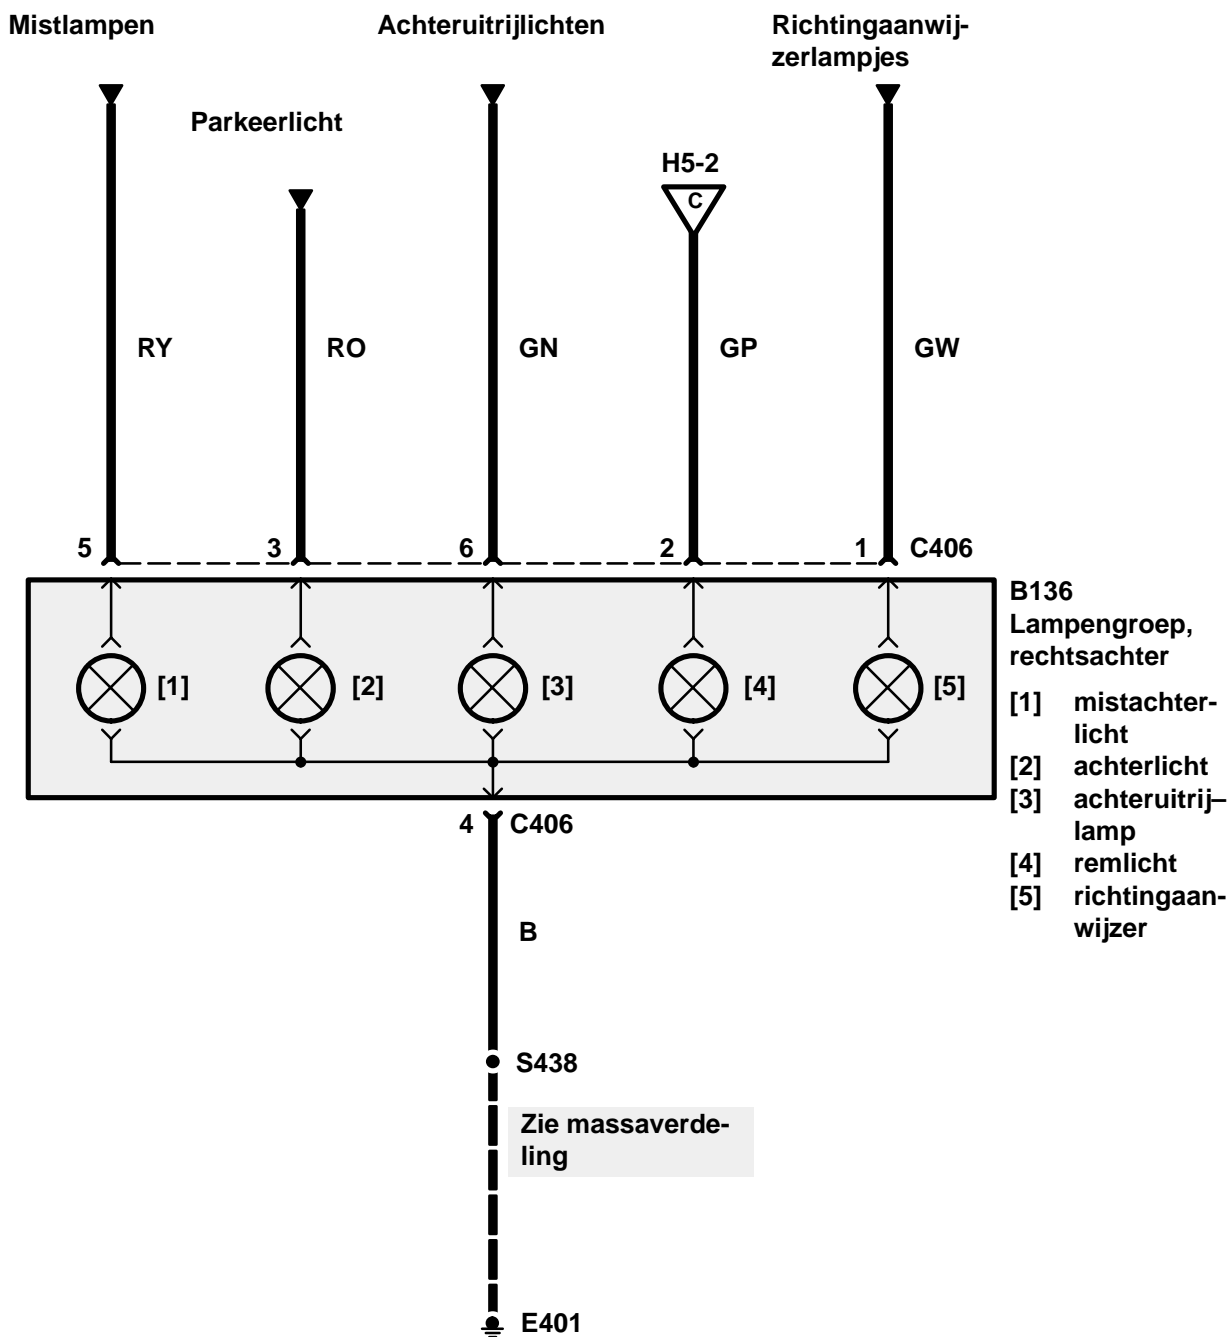 Mistlampen
Achteruitrijlichten
Richtingaanwij-
zerlampjes
Parkeerlicht
H5-2
C
RY
RO
GN
GP
GW
5
3
6
2
1
C406
B136
Lampengroep,
rechtsachter
[1]
[2]
[3]
[4]
[5]
[1] mistachter-
licht
[2] achterlicht
[3] achteruitrij–
lamp
[4] remlicht
[5] richtingaan-
wijzer
4
C406
B
S438
Zie massaverde-
ling
E401